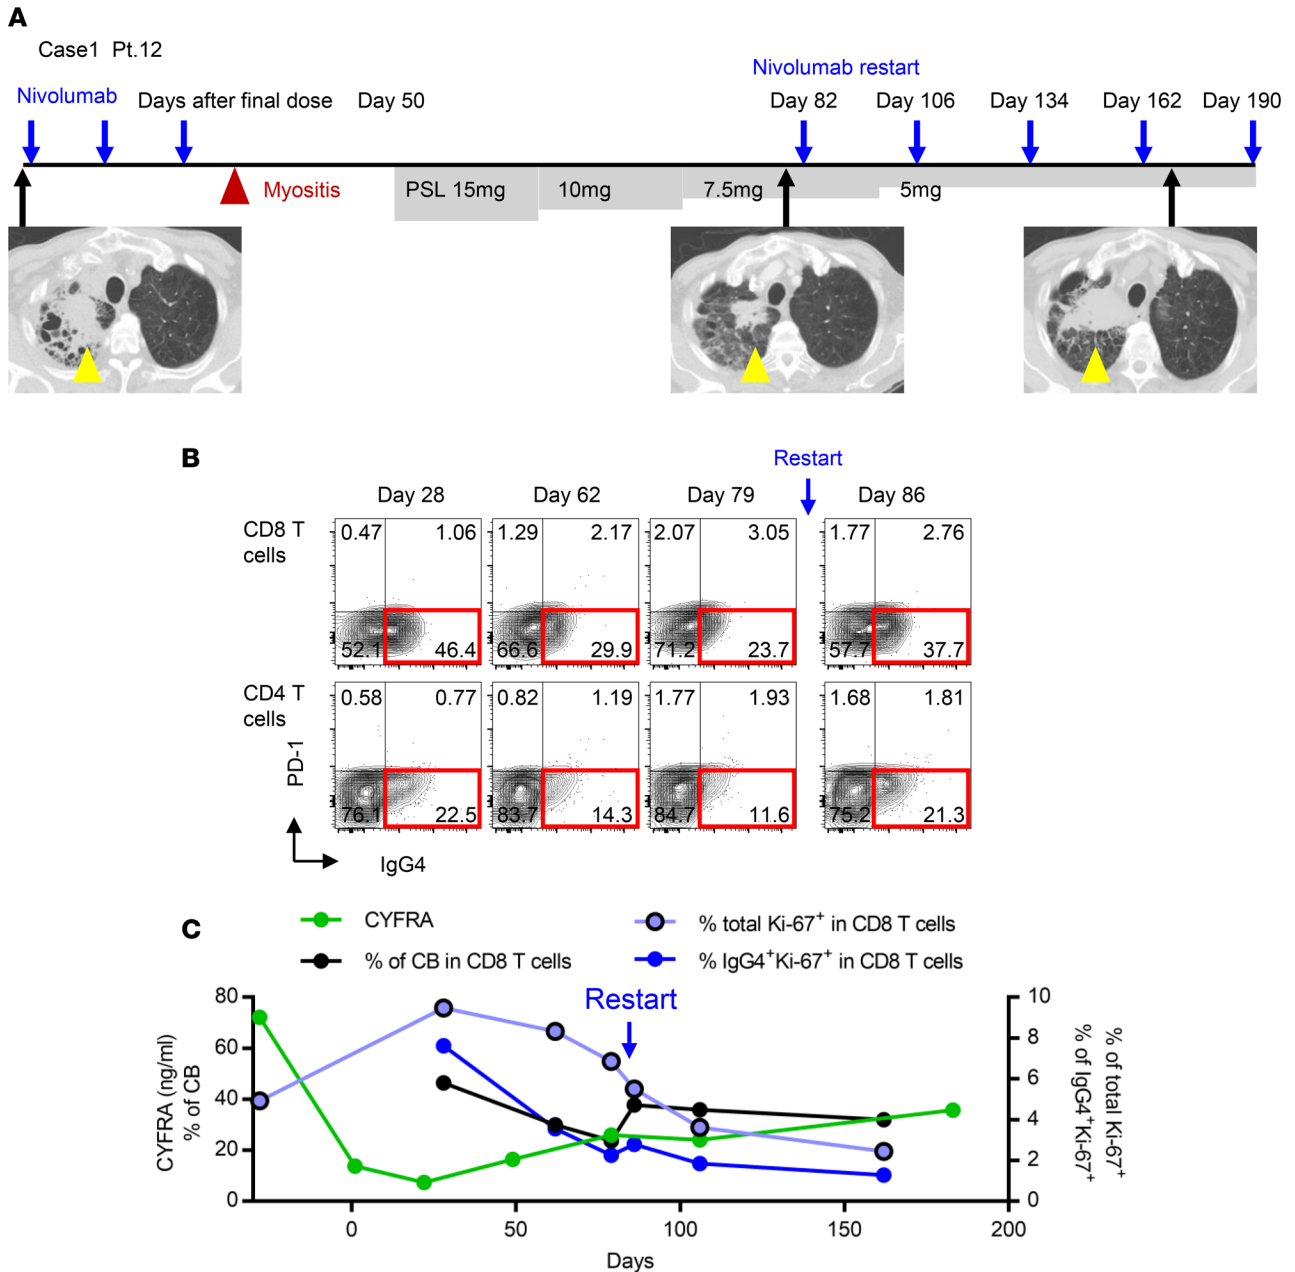 A
Case1 Pt.12
Nivolumab restart
Nivolumab Days after final dose Day 50 Day 82 Day 106 Day 134 Day 162 Day 190
Myositis PSL 15mg 10mg 7.5mg 5mg
B
Restart
Day 28 Day 62 Day 79 Day 86
CD8 T
cells
0.47 1.06 1.29 2.17 2.07 3.05 1.77 2.76
52.1 46.4 66.6 29.9 71.2 23.7 57.7 37.7
CD4 T
cells
0.58 0.77 0.82 1.19 1.77 1.93 1.68 1.81
76.1 22.5 83.7 14.3 84.7 11.6 75.2 21.3
PD-1
IgG4
C
CYFRA
% total Ki-67+ in CD8 T cells
% of CB in CD8 T cells
% IgG4+Ki-67+ in CD8 T cells
Restart
80
60
40
20
0
CYFRA (ng/ml)
% of CB
10
8
6
4
2
0
% of total Ki-67+
% of IgG4+Ki-67+
0 50 100 150 200
Days